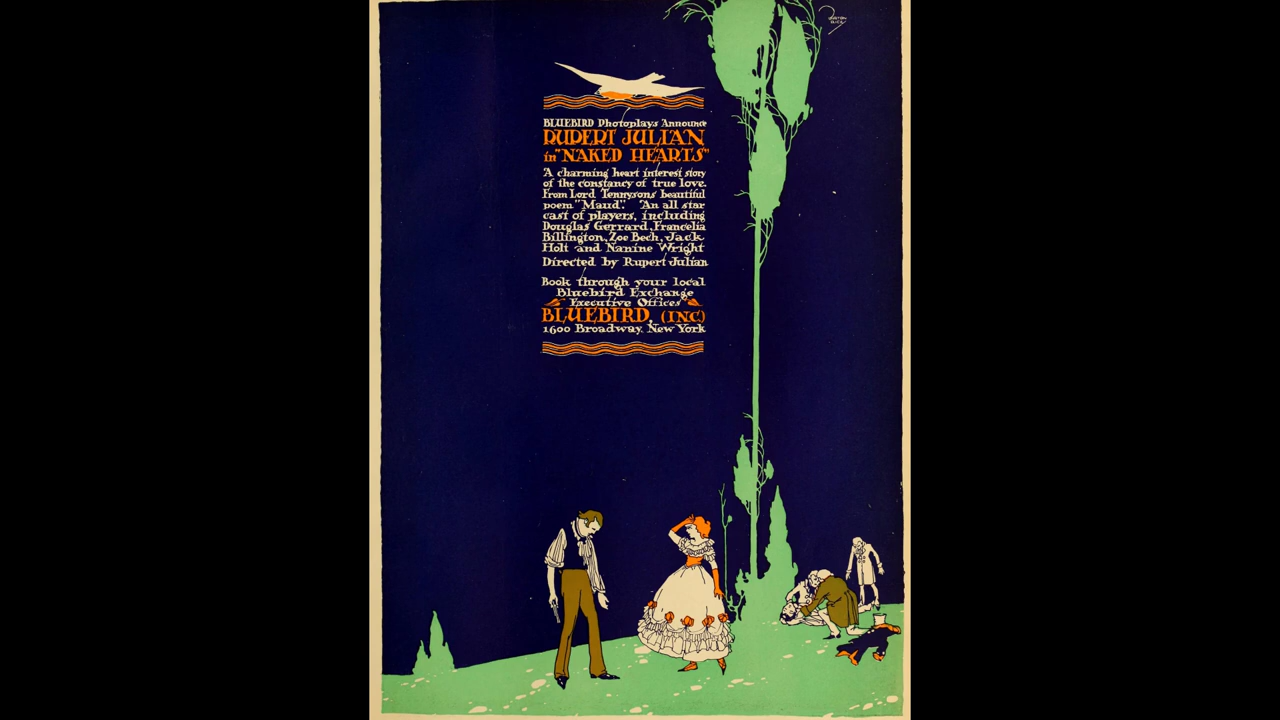 BURTON
RICE
BLUEBIRD Photoplays Announce
RUPERT JULIAN
in "NAKED HEARTS"
A charming heart interest story
of the constancy of true love.
From Lord Tennysons beautiful
poem "Maud". An all star
cast of players, including
Douglas Gerrard, Francelia
Billington, Zoe Bech, Jack
Holt and Nanine Wright
Directed by Rupert Julian
Book through your local
Bluebird Exchange
Executive Offices
BLUEBIRD, (INC)
1600 Broadway. New York